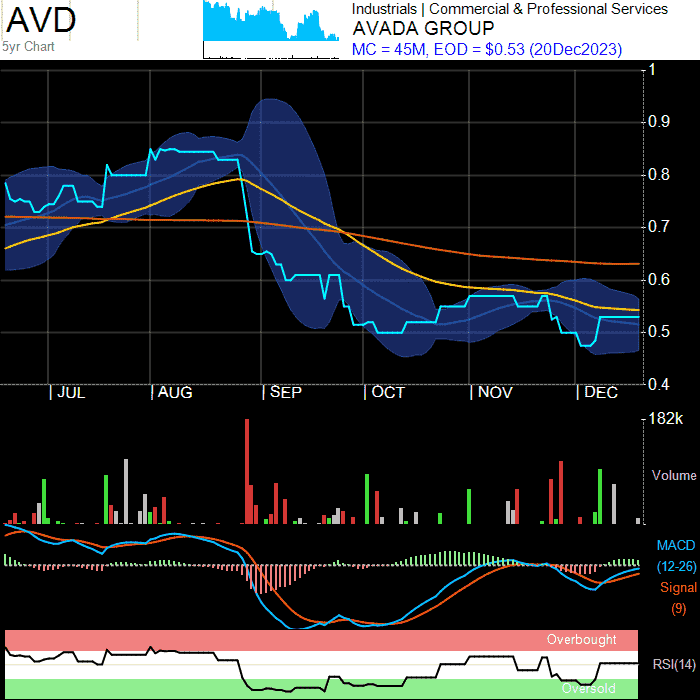 AVD
5yr Chart
Industrials | Commercial & Professional Services
AVADA GROUP
MC = 45M, EOD = $0.53 (20Dec2023)
1
0.9
0.8
0.7
0.6
0.5
0.4
JUL AUG SEP OCT NOV DEC
182k
Volume
MACD
(12-26)
Signal
(9)
Overbought
RSI(14)
Oversold